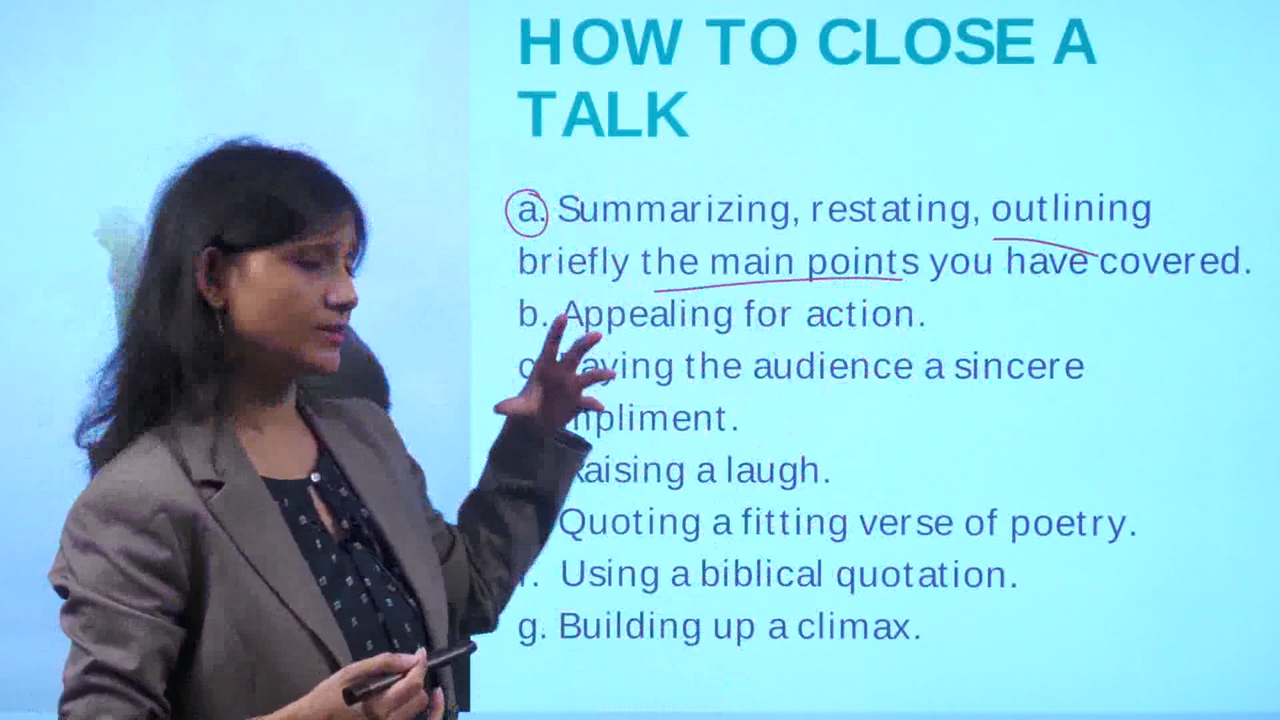 HOW TO CLOSE A
TALK
a. Summarizing, restating, outlining
briefly the main points you have covered.
b. Appealing for action.
the audience a sincere
Raising a laugh.
Quoting a fitting verse of poetry.
Using a biblical quotation.
g. Building up a climax.